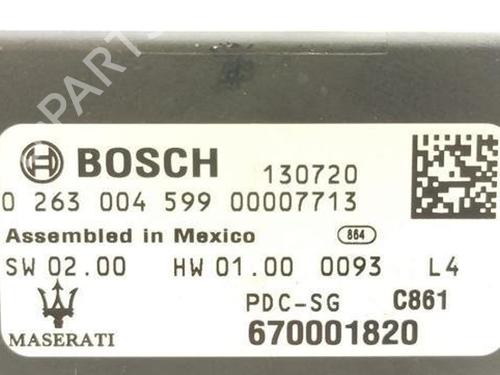 PARTS
BOSCH 130720
0 263 004 599 00007713
Assembled in Mexico 864
SW 02.00 HW 01.00 0093 L4
PDC-SG C861
MASERATI 670001820